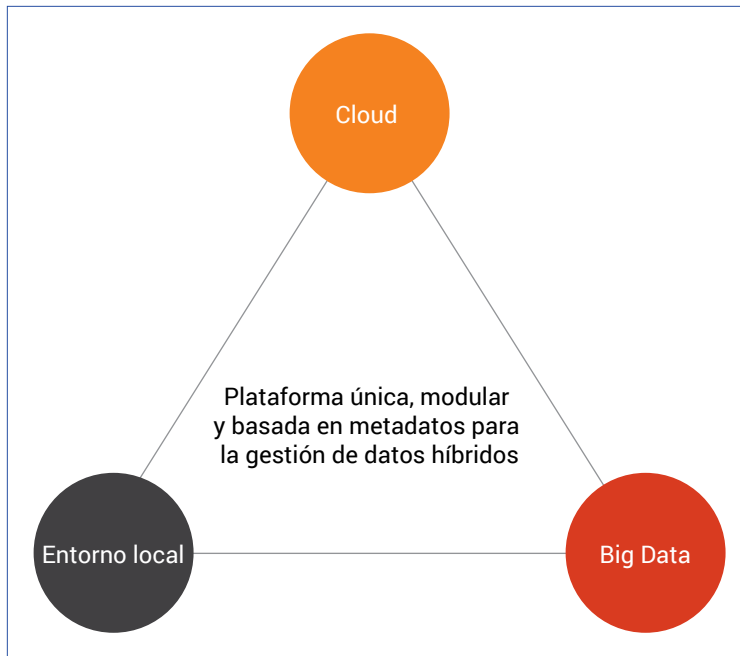 Cloud
Plataforma única, modular
y basada en metadatos para
la gestión de datos híbridos
Entorno local
Big Data